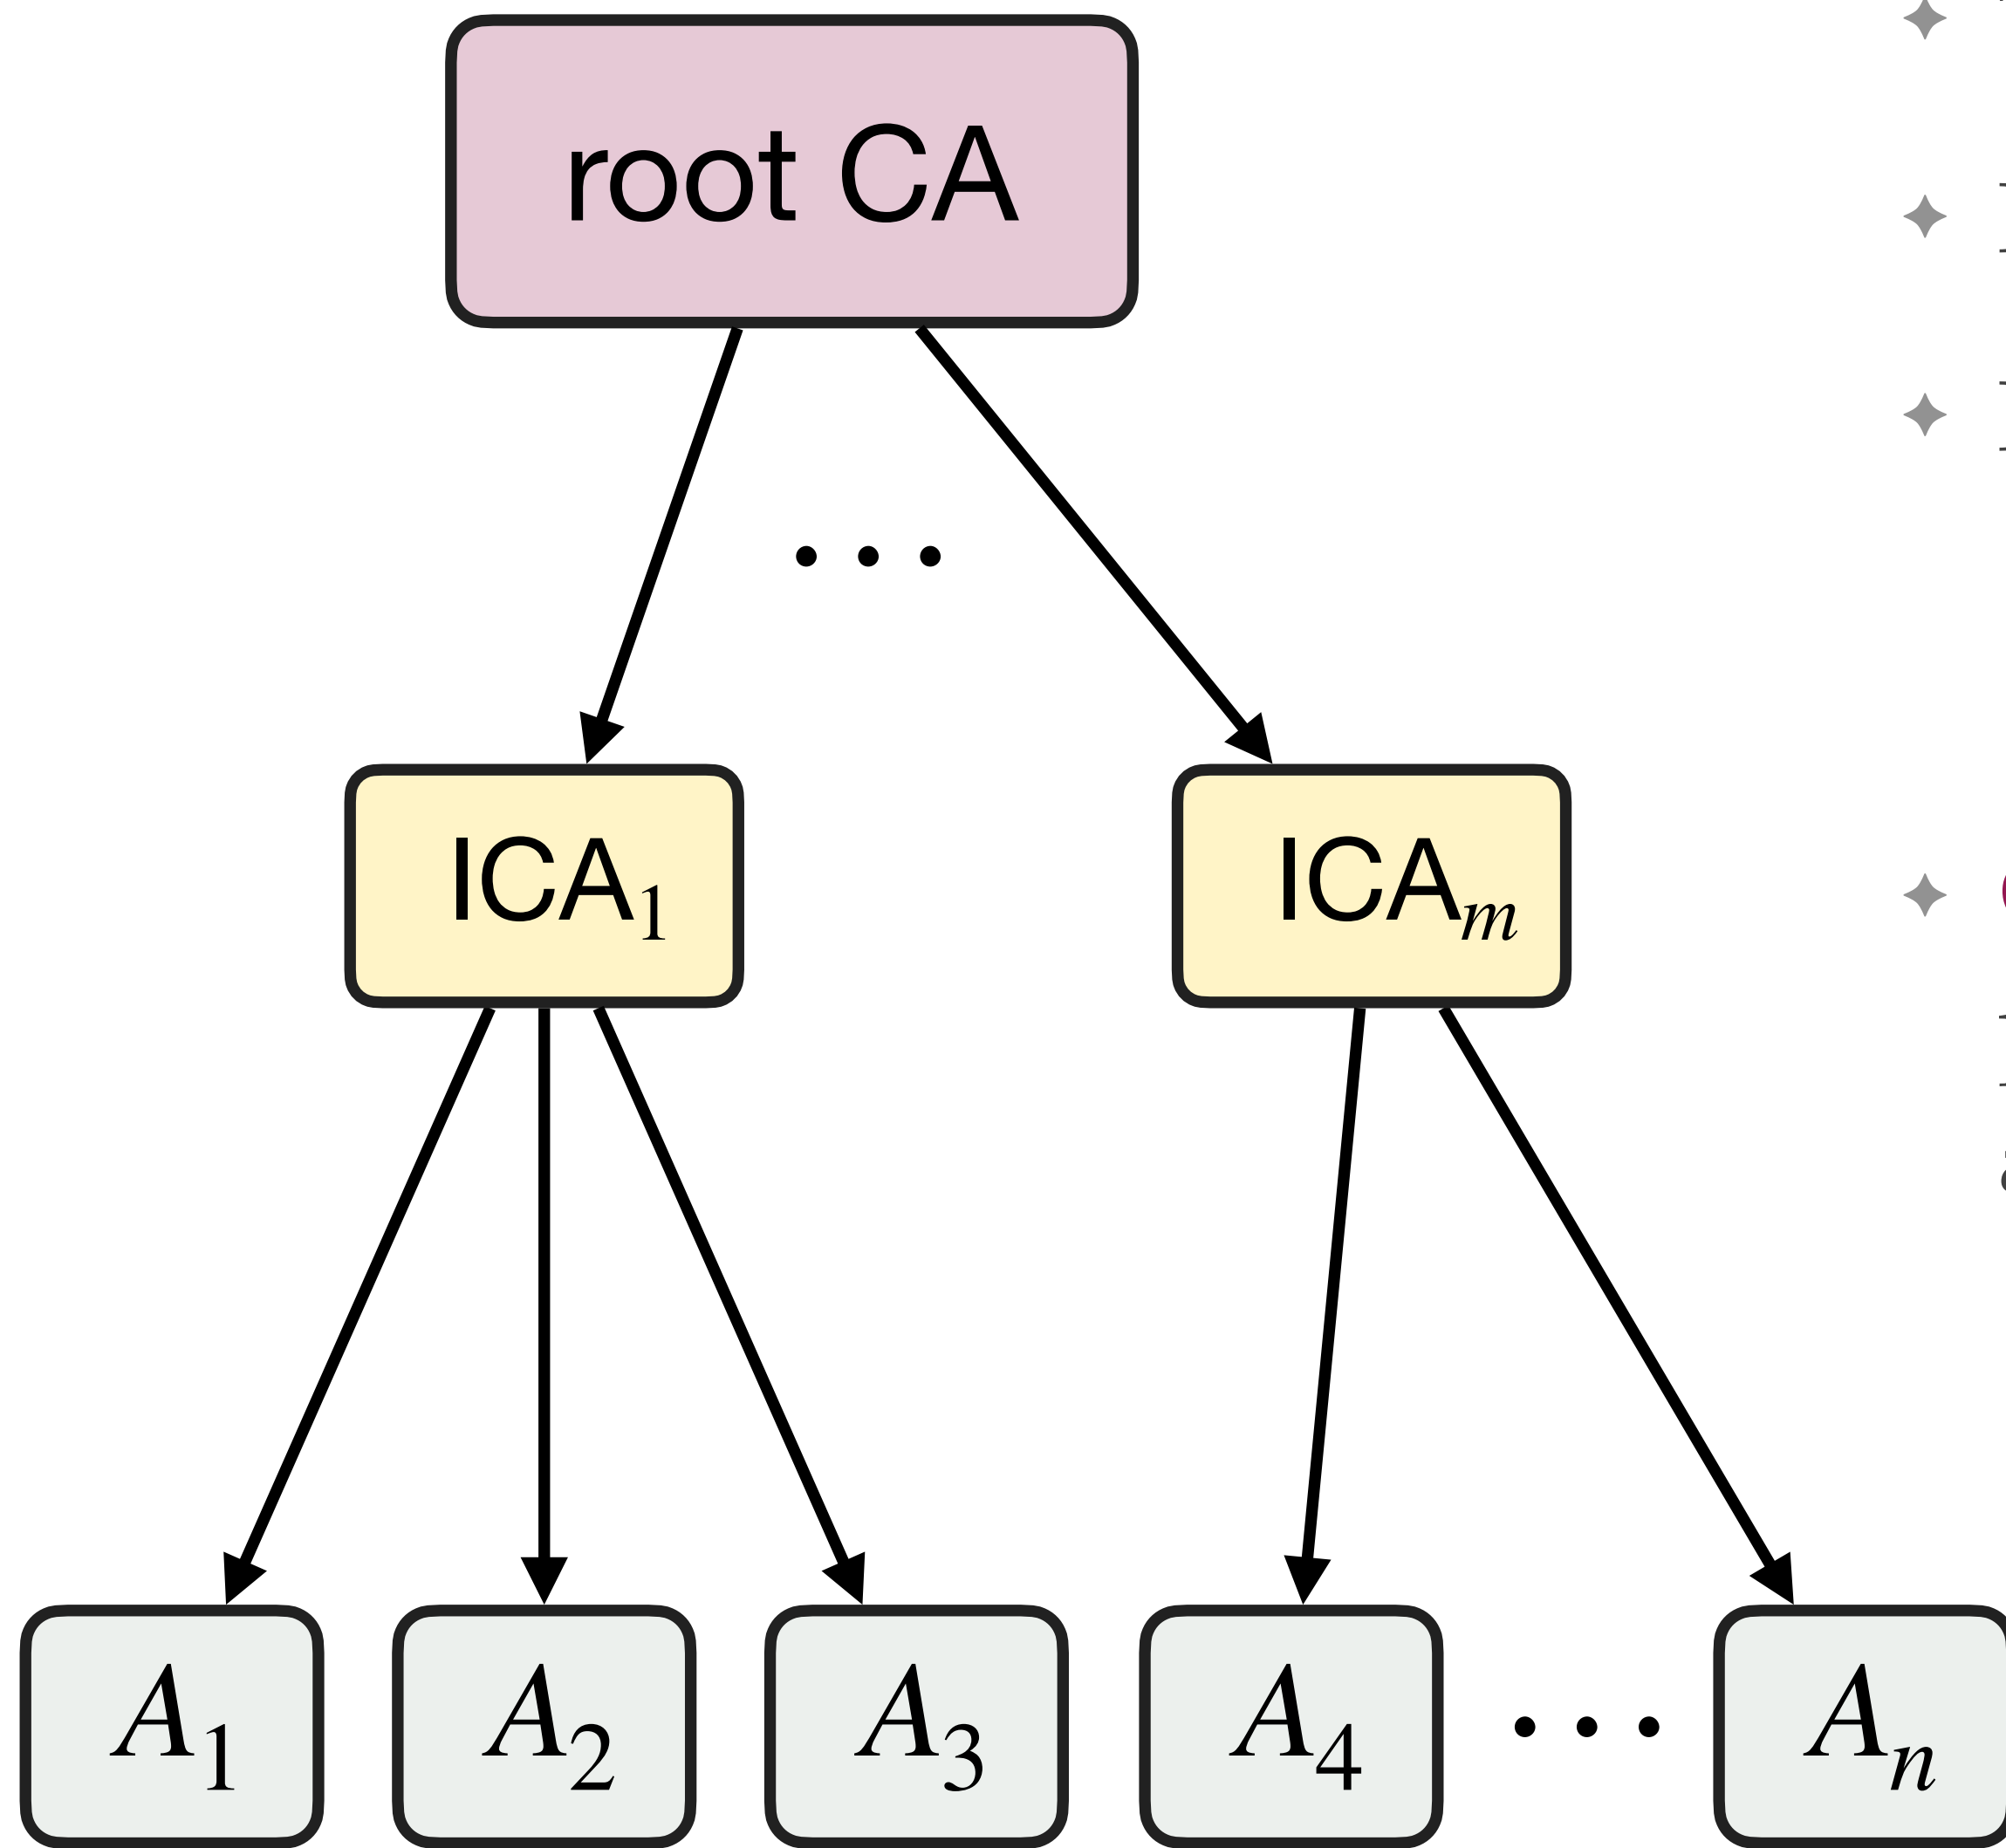 root CA
...
ICA₁ ICAₘ
A₁ A₂ A₃ A₄ ... Aₙ